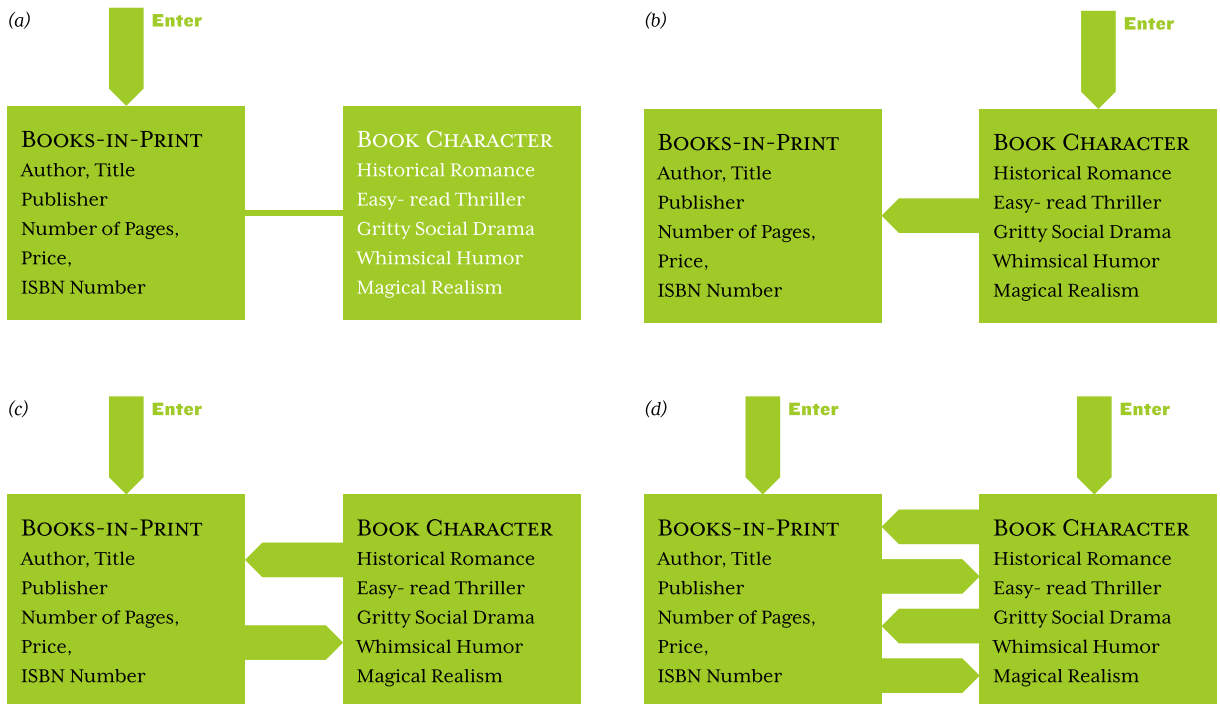 (a)
Enter
BOOKS-IN-PRINT
Author, Title
Publisher
Number of Pages,
Price,
ISBN Number
BOOK CHARACTER
Historical Romance
Easy- read Thriller
Gritty Social Drama
Whimsical Humor
Magical Realism
(b)
Enter
BOOKS-IN-PRINT
Author, Title
Publisher
Number of Pages,
Price,
ISBN Number
BOOK CHARACTER
Historical Romance
Easy- read Thriller
Gritty Social Drama
Whimsical Humor
Magical Realism
(c)
Enter
BOOKS-IN-PRINT
Author, Title
Publisher
Number of Pages,
Price,
ISBN Number
BOOK CHARACTER
Historical Romance
Easy- read Thriller
Gritty Social Drama
Whimsical Humor
Magical Realism
(d)
Enter
Enter
BOOKS-IN-PRINT
Author, Title
Publisher
Number of Pages,
Price,
ISBN Number
BOOK CHARACTER
Historical Romance
Easy- read Thriller
Gritty Social Drama
Whimsical Humor
Magical Realism